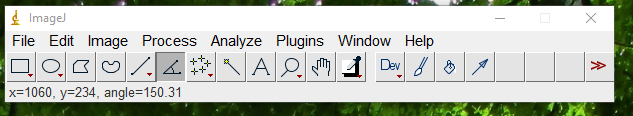 ImageJ
File Edit Image Process Analyze Plugins Window Help
A Dev >>
x=1060, y=234, angle=150.31